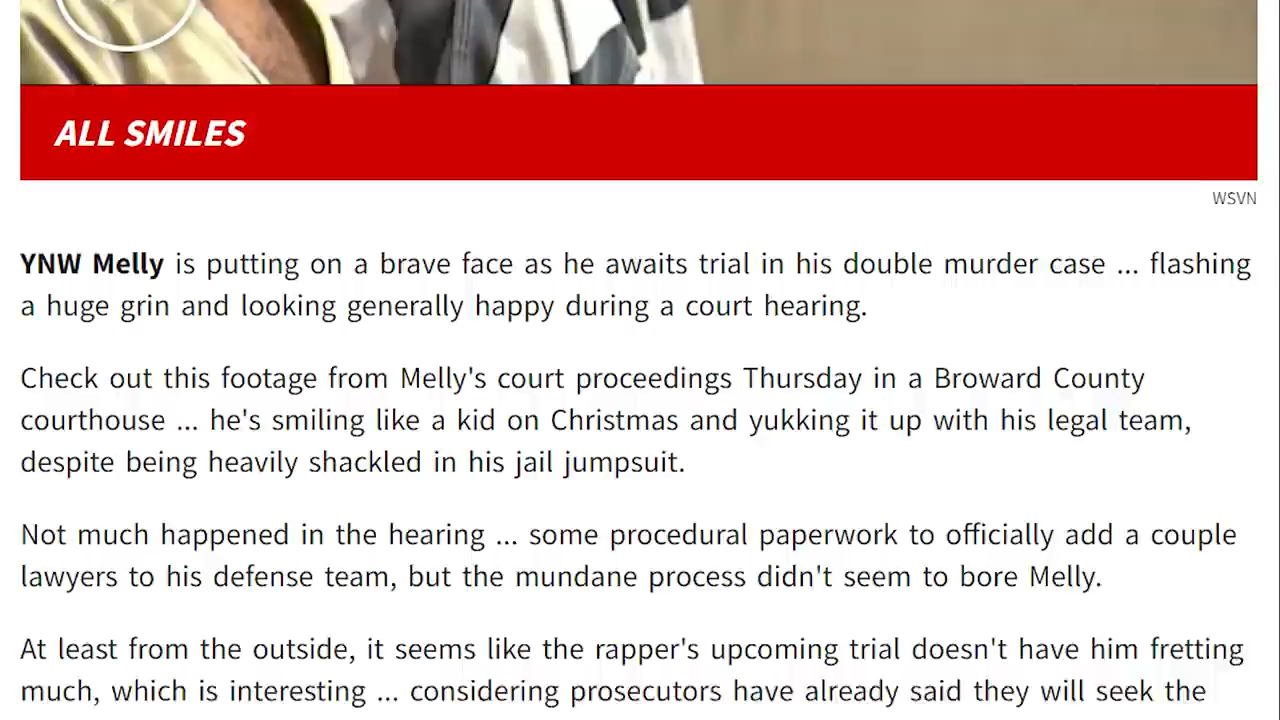 ALL SMILES
WSVN
YNW Melly is putting on a brave face as he awaits trial in his double murder case ... flashing
a huge grin and looking generally happy during a court hearing.
Check out this footage from Melly's court proceedings Thursday in a Broward County
courthouse ... he's smiling like a kid on Christmas and yukking it up with his legal team,
despite being heavily shackled in his jail jumpsuit.
Not much happened in the hearing ... some procedural paperwork to officially add a couple
lawyers to his defense team, but the mundane process didn't seem to bore Melly.
At least from the outside, it seems like the rapper's upcoming trial doesn't have him fretting
much, which is interesting ... considering prosecutors have already said they will seek the